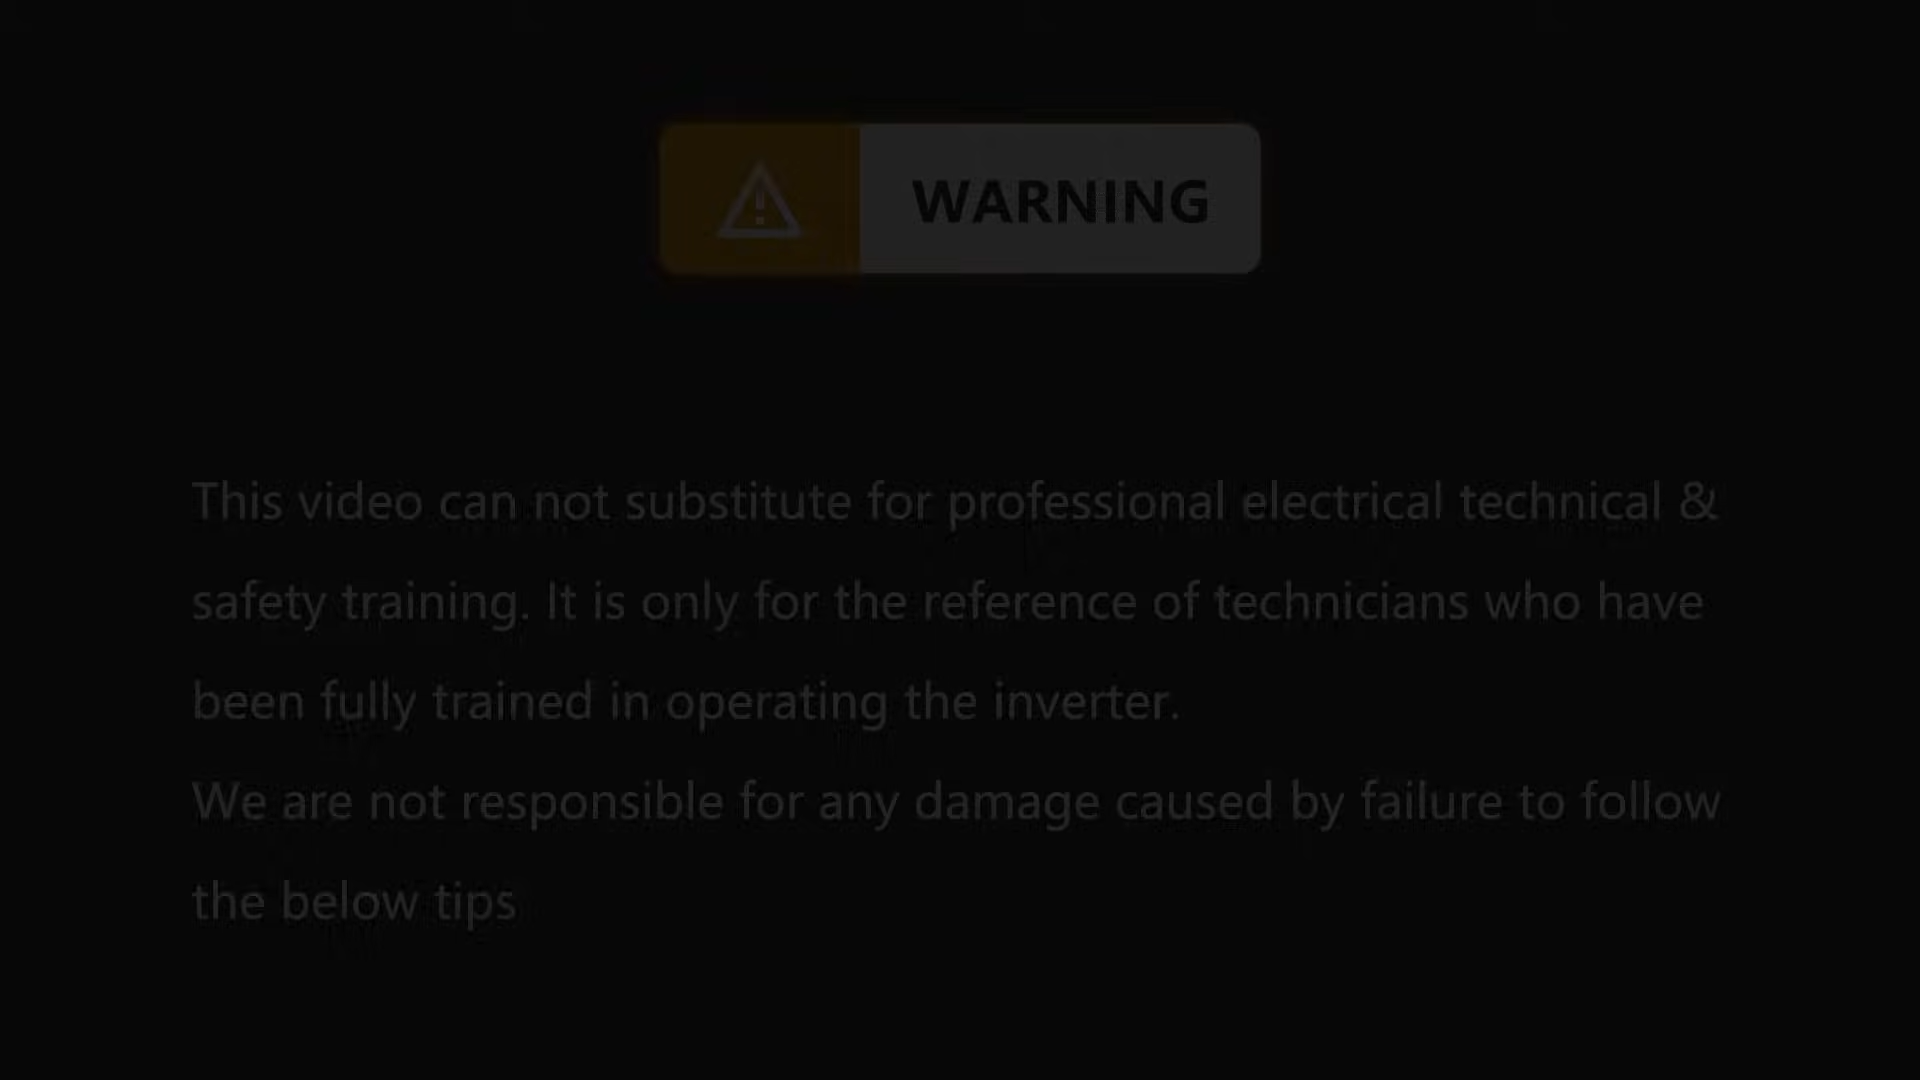 WARNING
This video can not substitute for professional electrical technical &
safety training. It is only for the reference of technicians who have
been fully trained in operating the inverter.
We are not responsible for any damage caused by failure to follow
the below tips